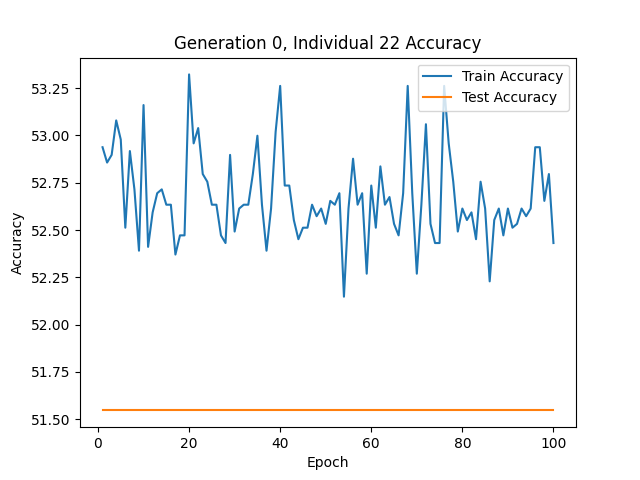 Generation 0, Individual 22 Accuracy
Train Accuracy
Test Accuracy
53.25
53.00
52.75
52.50
52.25
52.00
51.75
51.50
Accuracy
0 20 40 60 80 100
Epoch